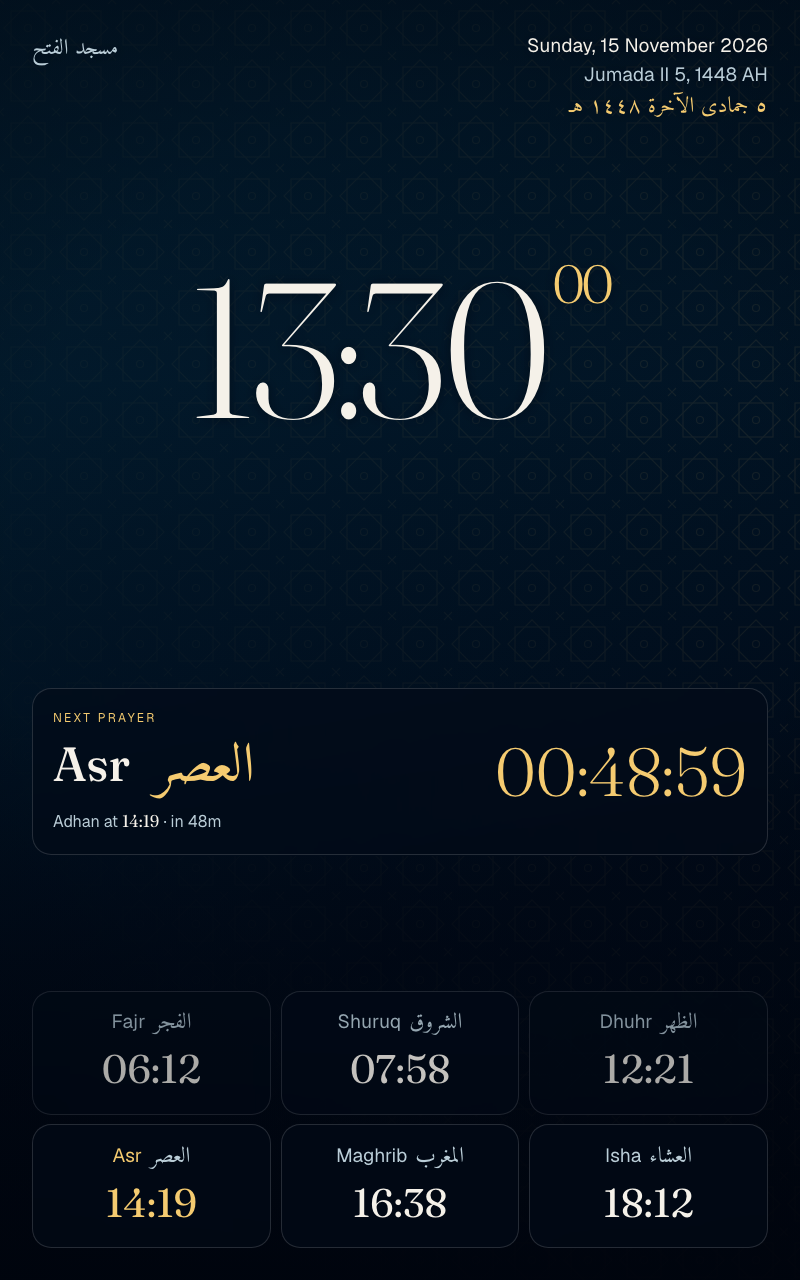 مسجد الفتح
Sunday, 15 November 2026
Jumada II 5, 1448 AH
٥ جمادى الآخرة ١٤٤٨ هـ
13:30 00
NEXT PRAYER
Asr العصر
00:48:59
Adhan at 14:19 · in 48m
Fajr الفجر
06:12
Shuruq الشروق
07:58
Dhuhr الظهر
12:21
Asr العصر
14:19
Maghrib المغرب
16:38
Isha العشاء
18:12